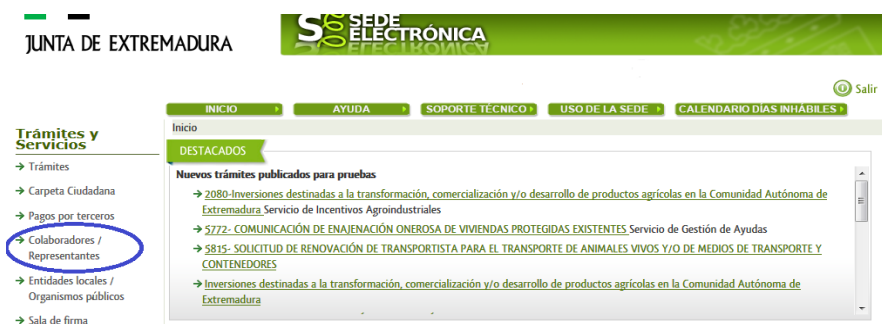 JUNTA DE EXTREMADURA
SEDE
ELECTRÓNICA
Salir
INICIO
AYUDA
SOPORTE TÉCNICO
USO DE LA SEDE
CALENDARIO DÍAS INHÁBILES
Trámites y
Servicios
Trámites
Carpeta Ciudadana
Pagos por terceros
Colaboradores /
Representantes
Entidades locales /
Organismos públicos
Sala de firma
Inicio
DESTACADOS
Nuevos trámites publicados para pruebas
2080-Inversiones destinadas a la transformación, comercialización y/o desarrollo de productos agrícolas en la Comunidad Autónoma de
Extremadura Servicio de Incentivos Agroindustriales
5772- COMUNICACIÓN DE ENAJENACIÓN ONEROSA DE VIVIENDAS PROTEGIDAS EXISTENTES Servicio de Gestión de Ayudas
5815- SOLICITUD DE RENOVACIÓN DE TRANSPORTISTA PARA EL TRANSPORTE DE ANIMALES VIVOS Y/O DE MEDIOS DE TRANSPORTE Y
CONTENEDORES
Inversiones destinadas a la transformación, comercialización y/o desarrollo de productos agrícolas en la Comunidad Autónoma de
Extremadura